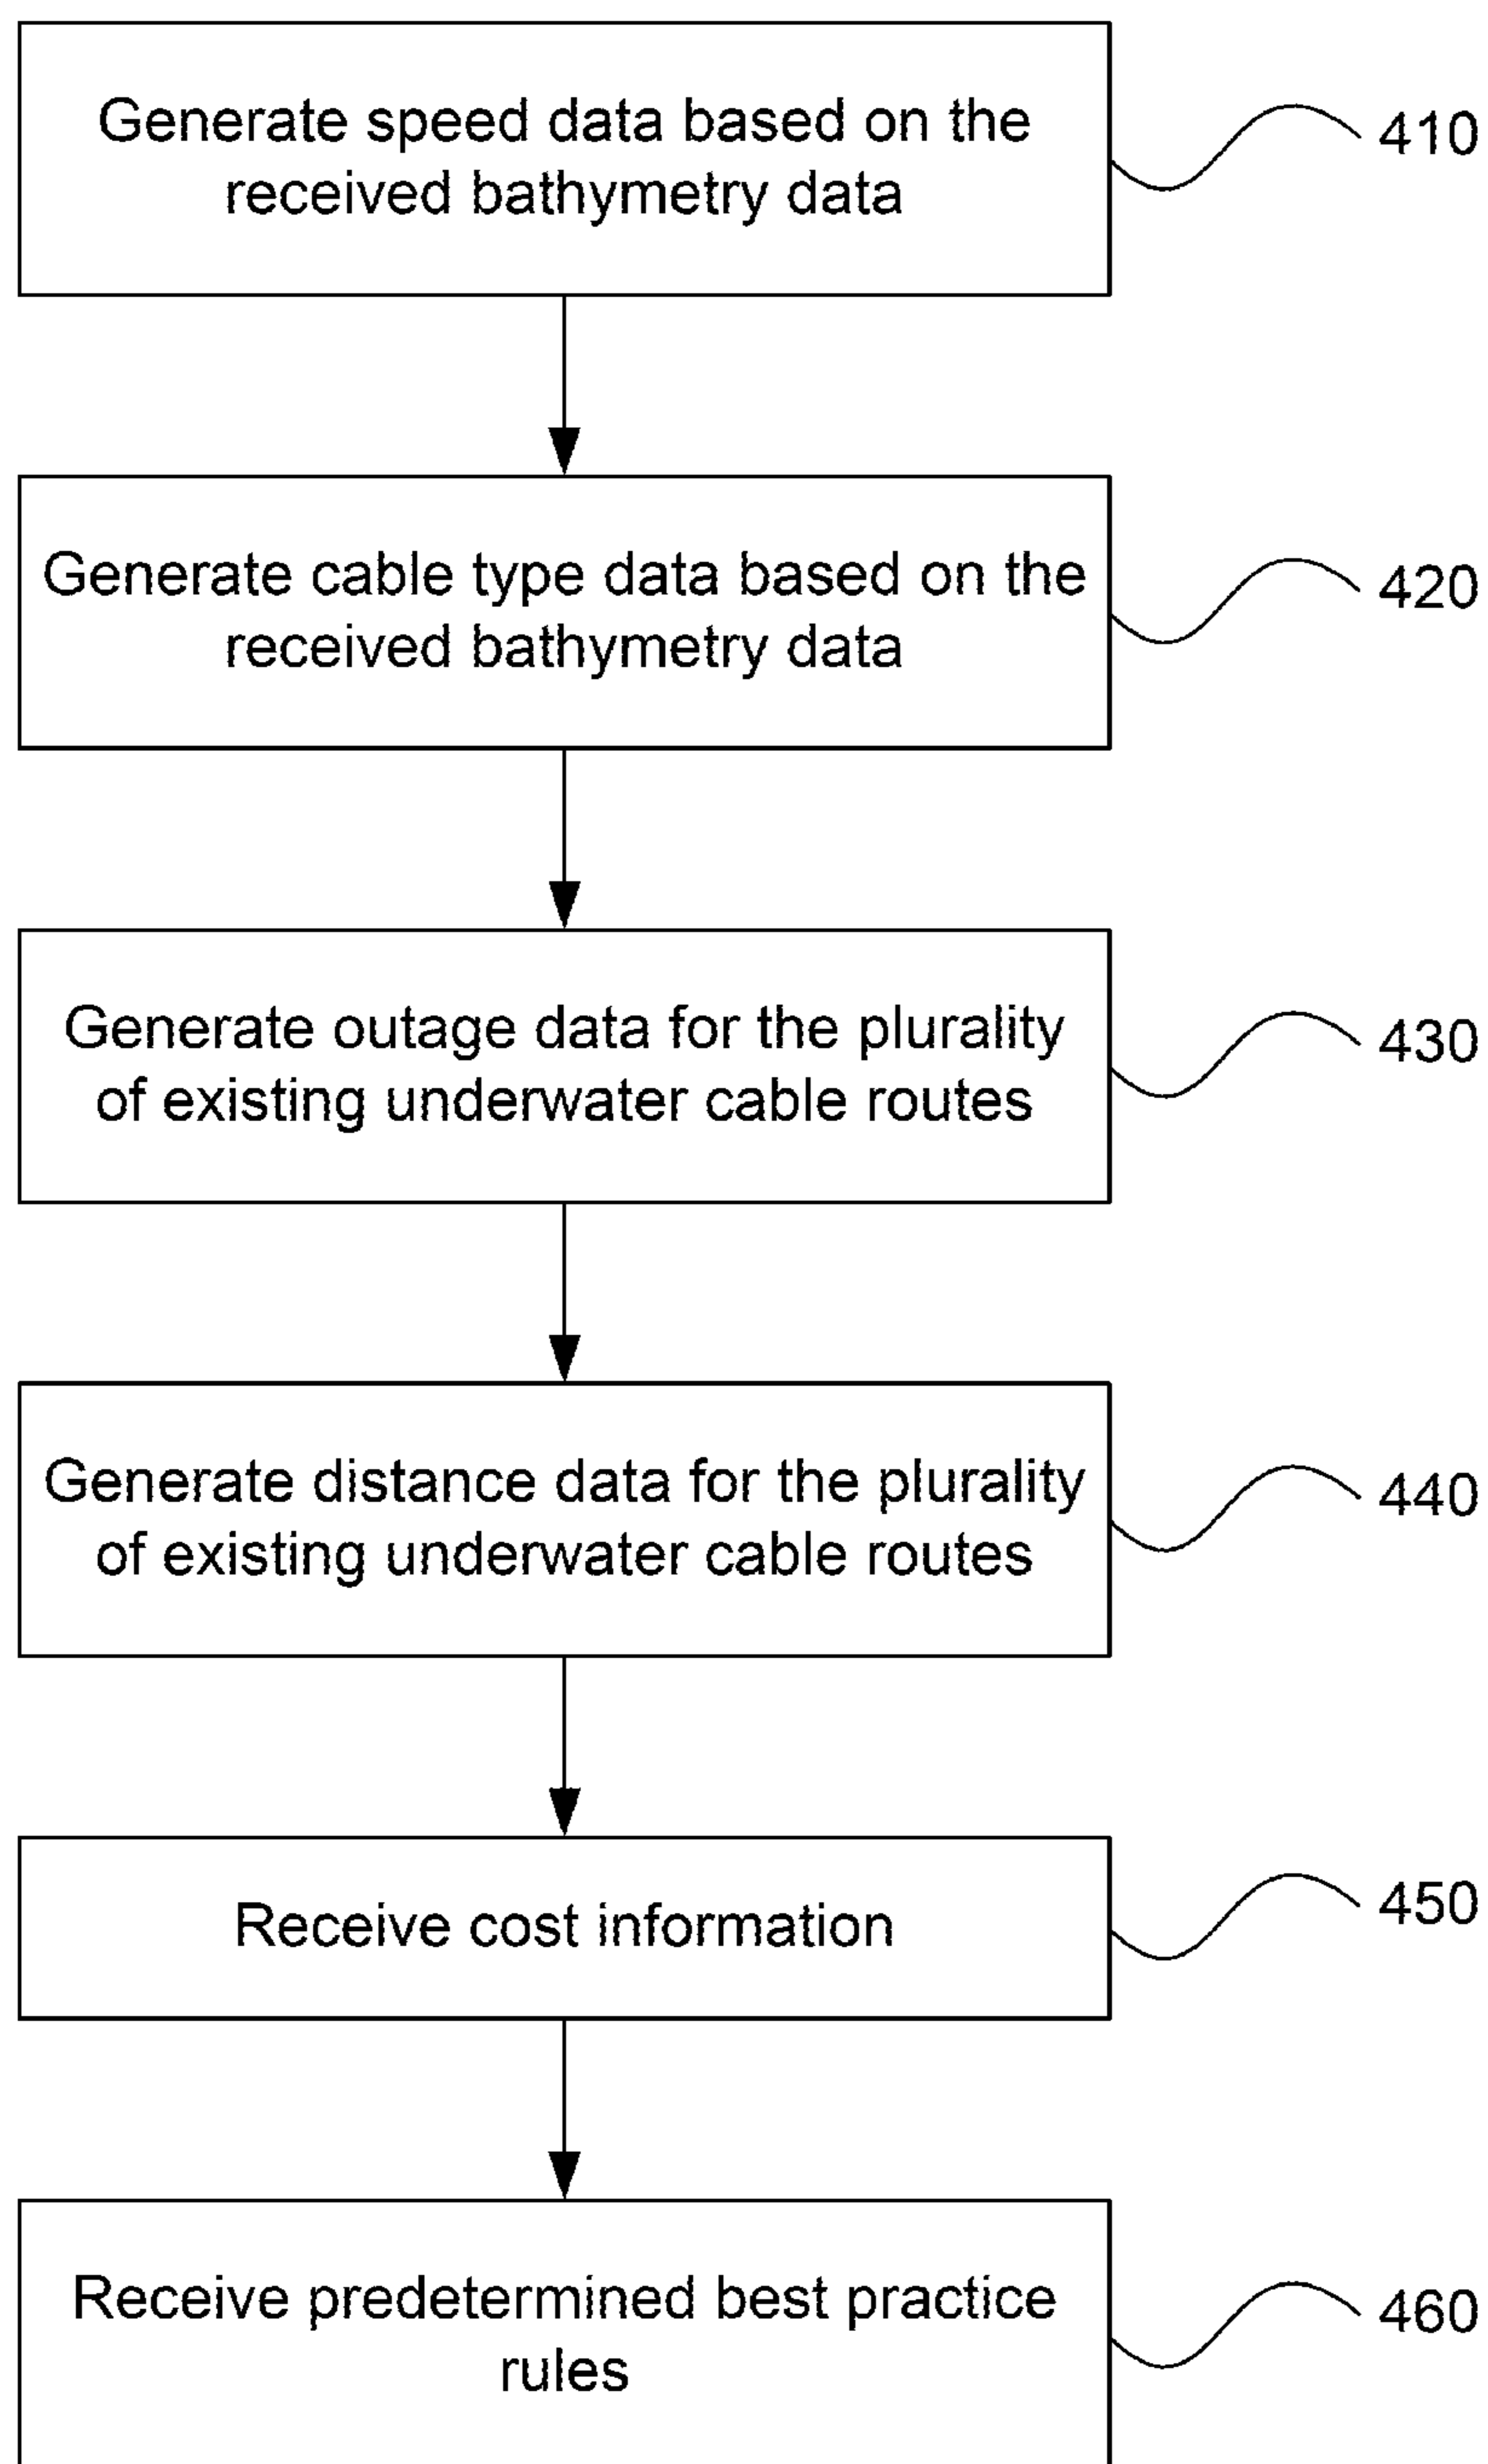 Generate speed data based on the
received bathymetry data
410
Generate cable type data based on the
received bathymetry data
420
Generate outage data for the plurality
of existing underwater cable routes
430
Generate distance data for the plurality
of existing underwater cable routes
440
Receive cost information
450
Receive predetermined best practice
rules
460